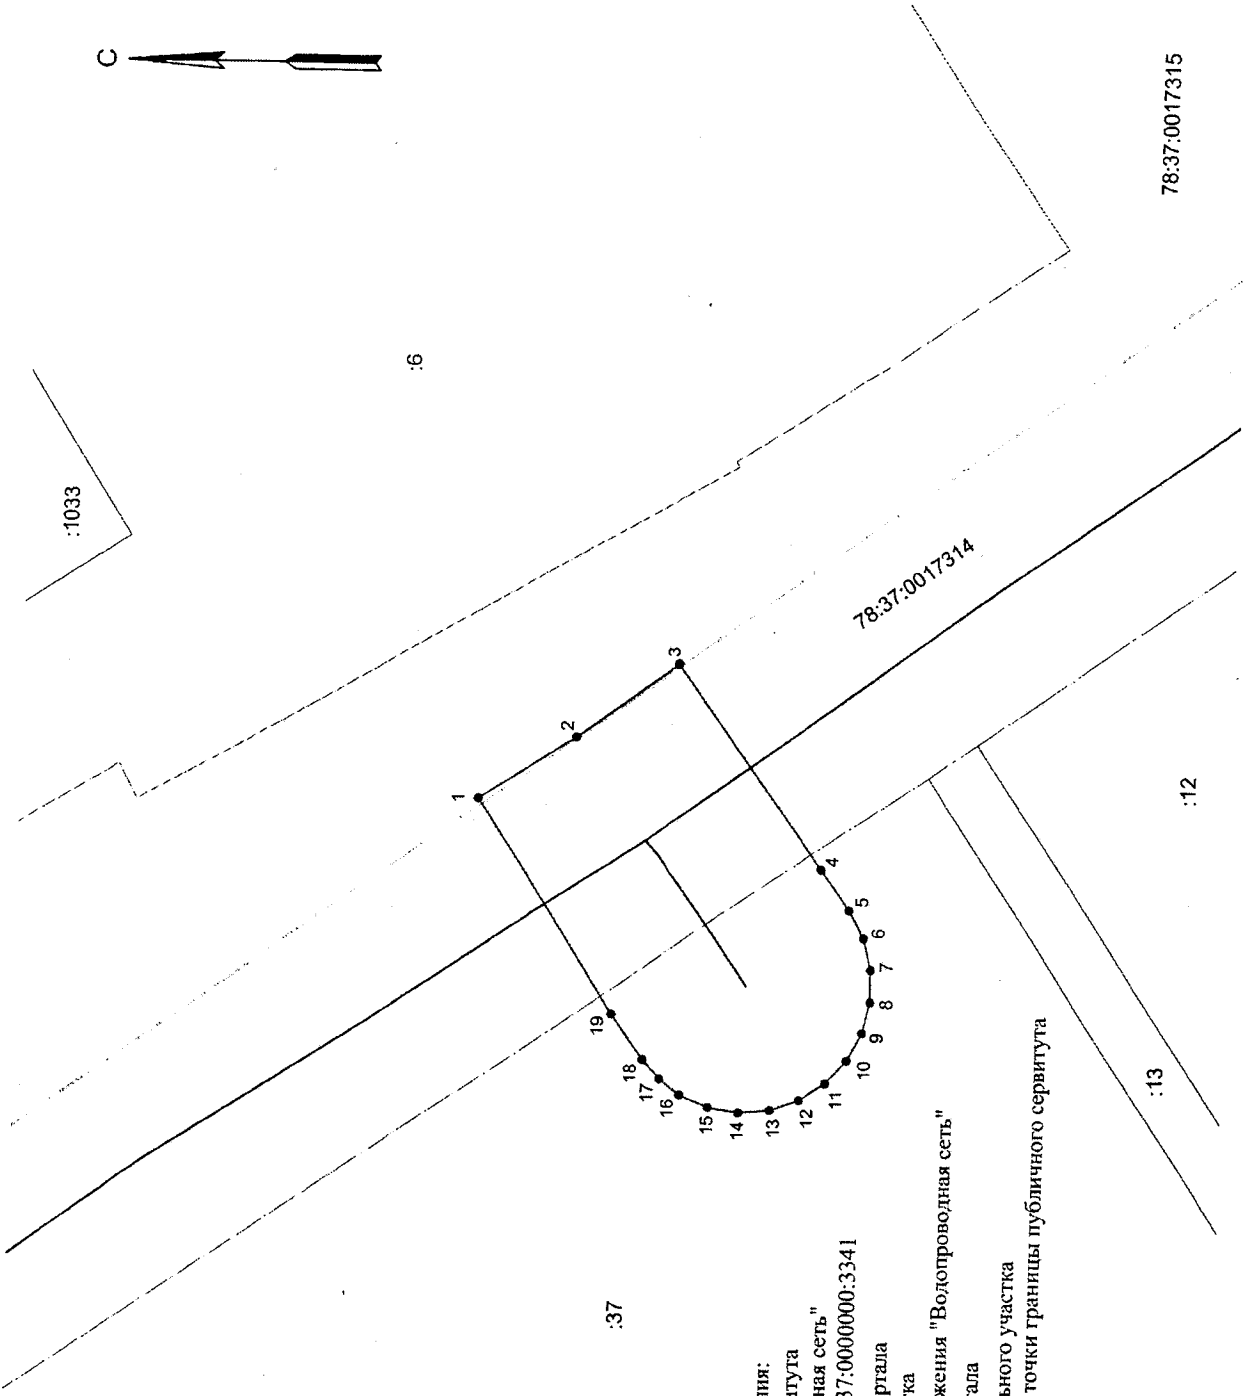 С
:1033
:6
78:37:0017315
78:37:0017314
1
2
3
4
5
6
7
8
9
10
11
12
13
14
15
16
17
18
19
:12
:13
:37
ния:
итута
ная сеть"
37:0000000:3341
ртала
ка
жения "Водопроводная сеть"
ала
ьного участка
точки границы публичного сервитута